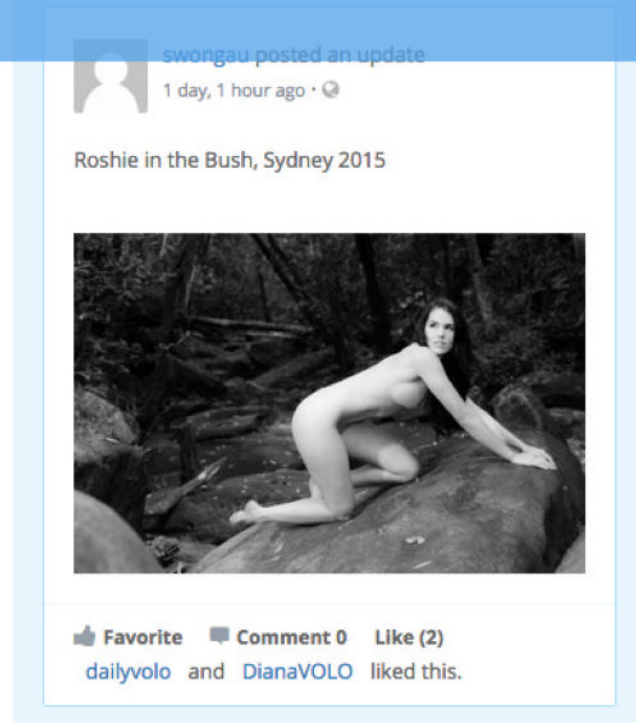 swongau posted an update
1 day, 1 hour ago ·
Roshie in the Bush, Sydney 2015
Favorite Comment 0 Like (2)
dailyvolo and DianaVOLO liked this.